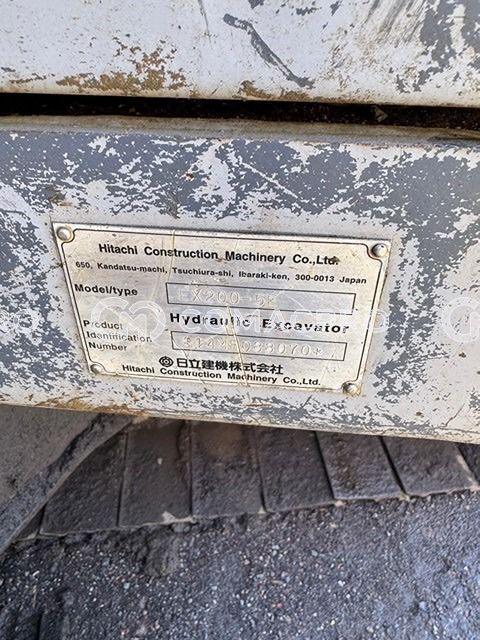 Hitachi Construction Machinery Co.,Ltd.
650, Kandatsu-machi, Tsuchiura-shi, Ibaraki-ken, 300-0013 Japan
Model/type
Hydraulic Excavator
Product
Identification
Number
日立建機株式会社
Hitachi Construction Machinery Co.,Ltd.